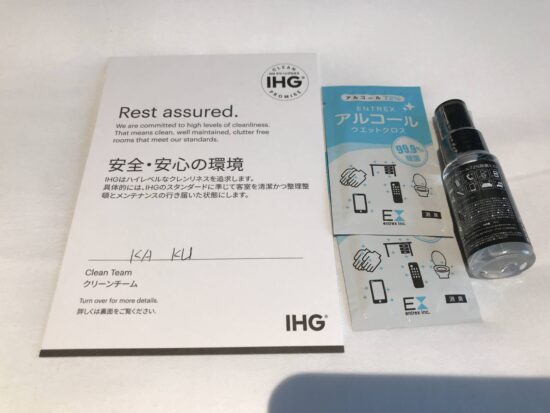 CLEAN
IHG
PROMISE
Rest assured.
We are committed to high levels of cleanliness.
That means clean, well maintained, clutter free
rooms that meet our standards.
安全・安心の環境
IHGはハイレベルなクレンリネスを追求します。
具体的には、IHGのスタンダードに準じて客室を清潔かつ整理整
頓とメンテナンスの行き届いた状態にします。
KA KU
Clean Team
クリーンチーム
Turn over for more details.
詳しくは裏面をご覧ください。
IHG®
アルコール
ENTREX
アルコール
ウエットクロス
99.9%
除菌
EX
entrex inc.
EX
entrex inc.